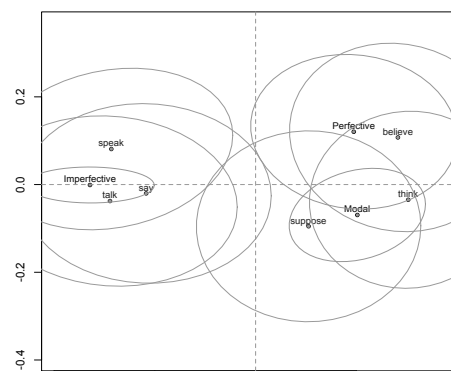 0.2
0.0
-0.2
-0.4
speak
Perfective
believe
Imperfective
talk
say
think
Modal
suppose